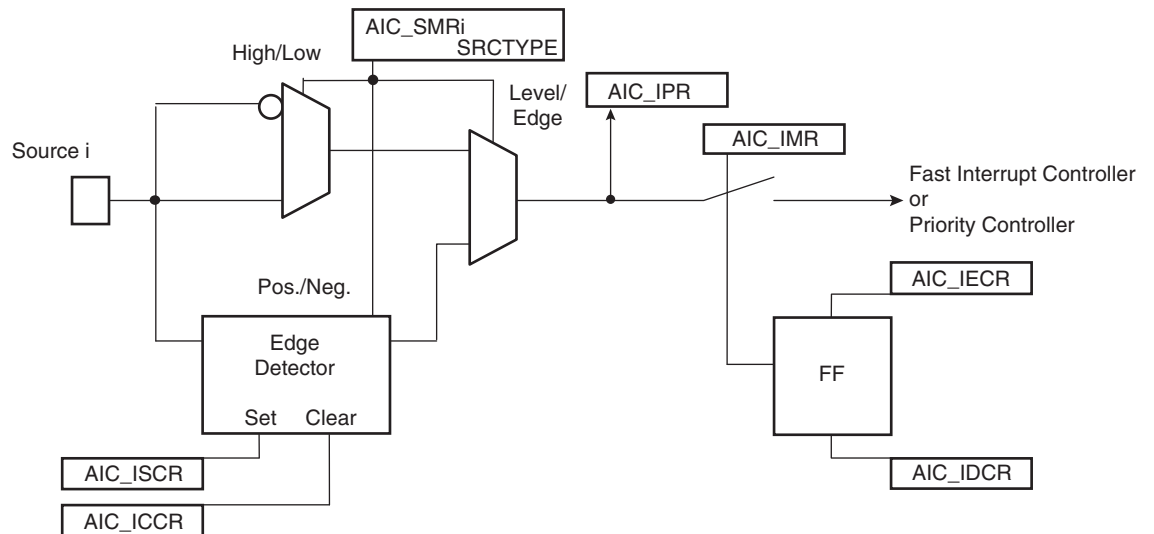 AIC_SMRi
SRCTYPE
High/Low
Level/
Edge
AIC_IPR
AIC_IMR
Source i
Fast Interrupt Controller
or
Priority Controller
Pos./Neg.
AIC_IECR
Edge
Detector
FF
Set Clear
AIC_ISCR
AIC_IDCR
AIC_ICCR